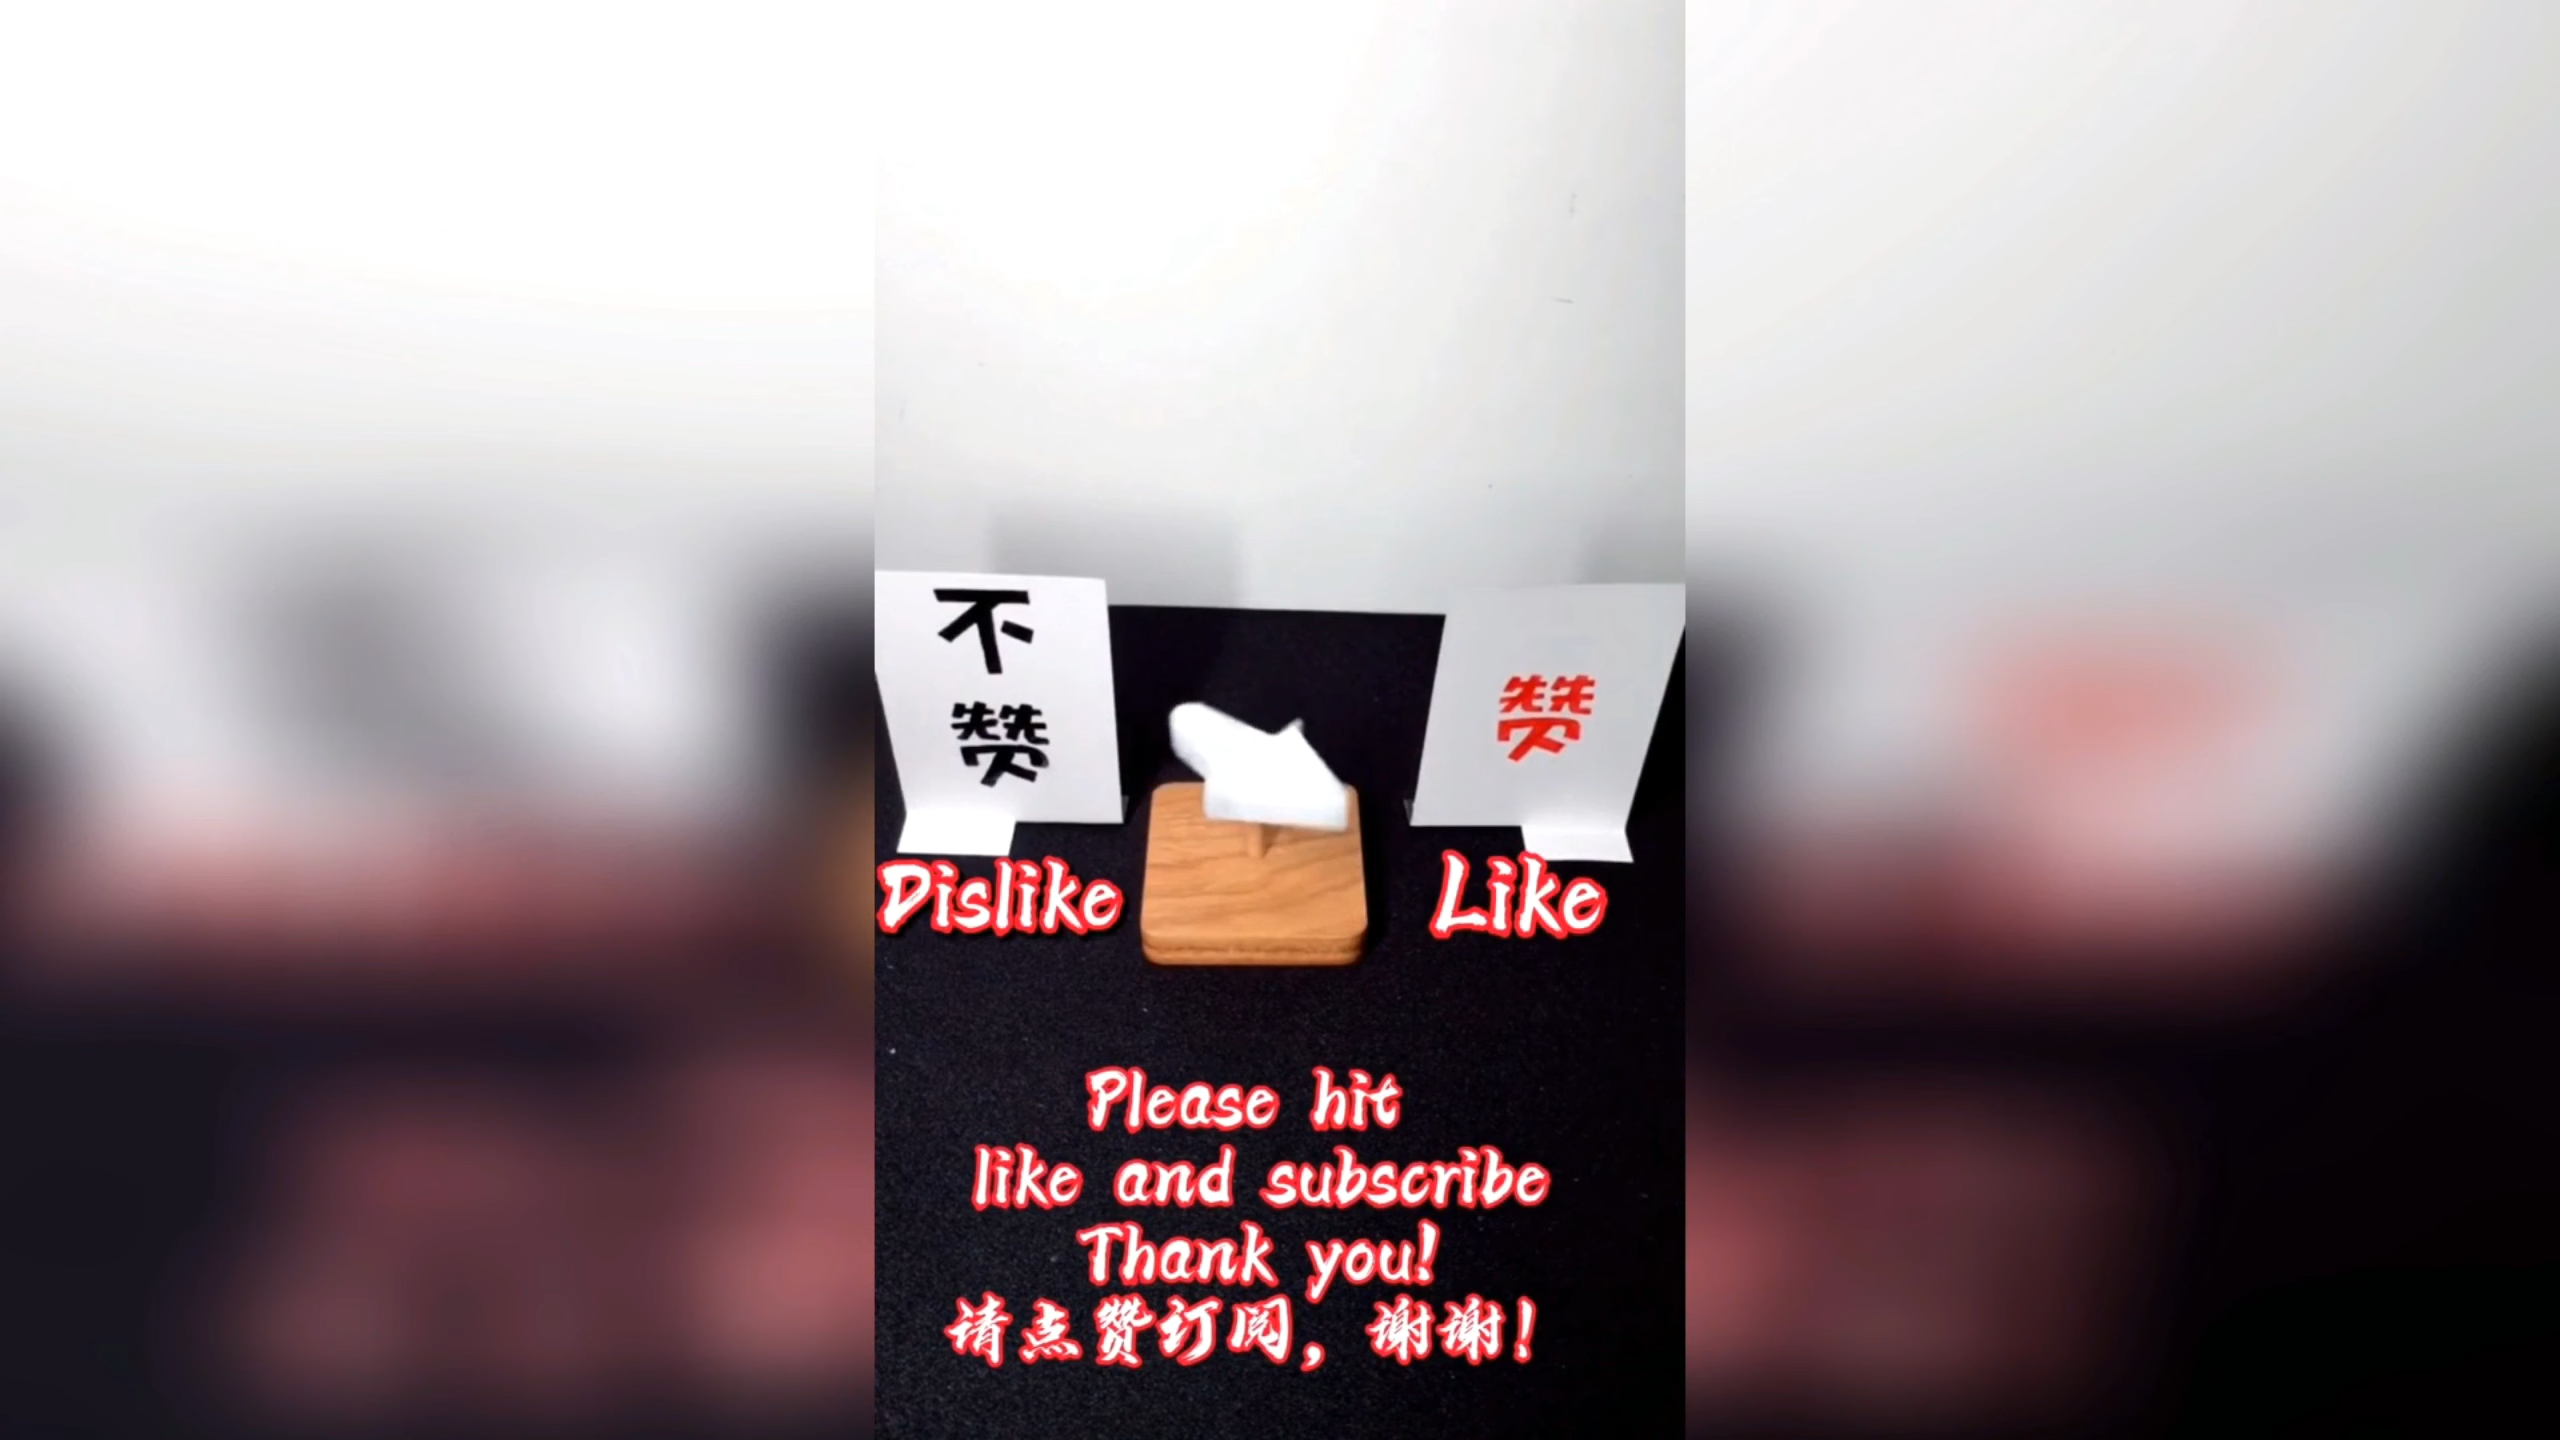 不
赞
赞
Dislike
Like
Please hit
like and subscribe
Thank you!
请点赞订阅，谢谢！